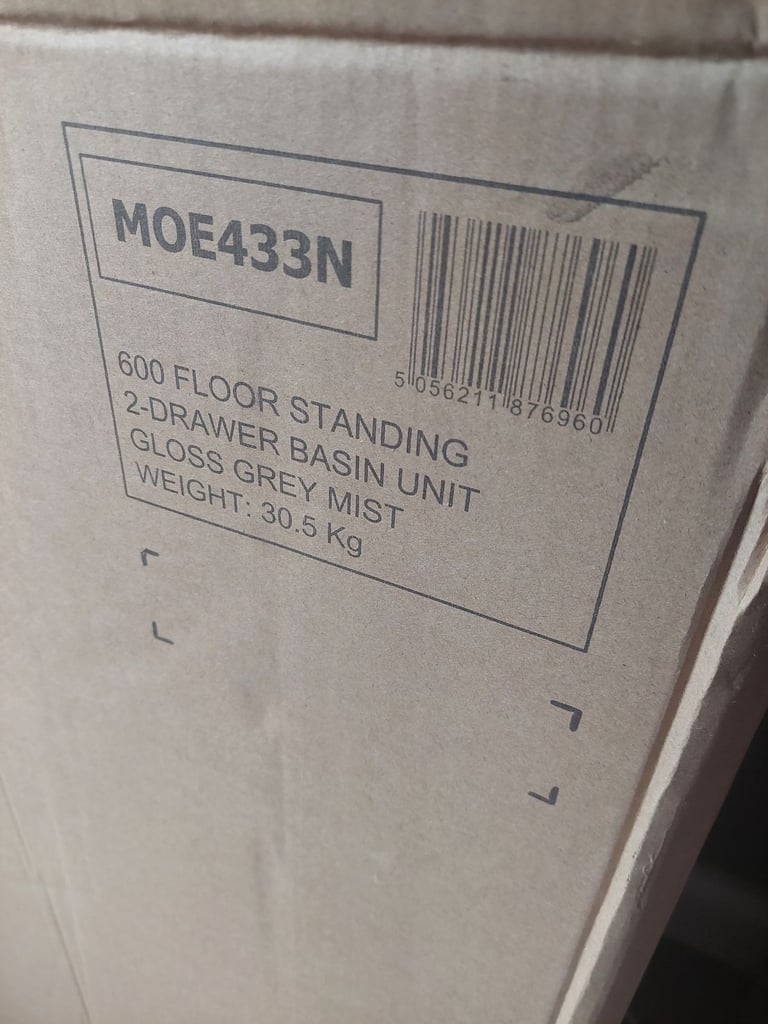 MOE433N
5 056211 876960
600 FLOOR STANDING
2-DRAWER BASIN UNIT
GLOSS GREY MIST
WEIGHT: 30.5 Kg